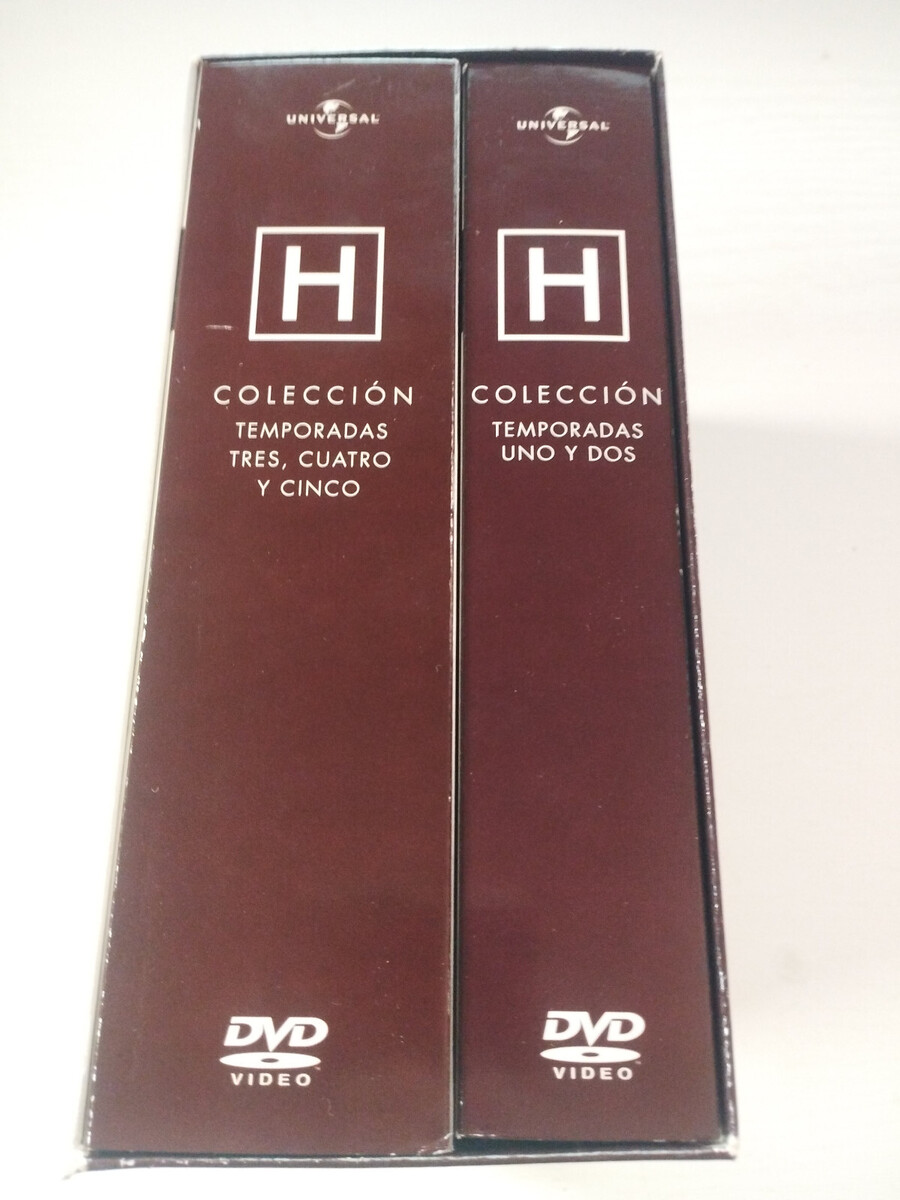 UNIVERSAL
H
COLECCIÓN
TEMPORADAS
TRES, CUATRO
Y CINCO
DVD
VIDEO
UNIVERSAL
H
COLECCIÓN
TEMPORADAS
UNO Y DOS
DVD
VIDEO